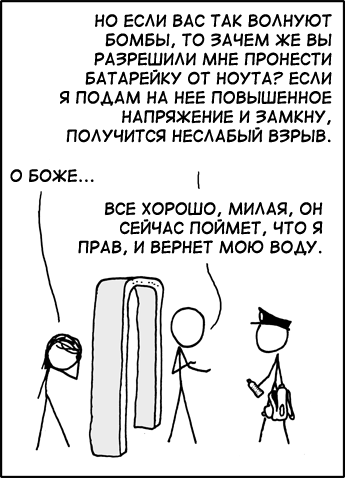 НО ЕСЛИ ВАС ТАК ВОЛНУЮТ
БОМБЫ, ТО ЗАЧЕМ ЖЕ ВЫ
РАЗРЕШИЛИ МНЕ ПРОНЕСТИ
БАТАРЕЙКУ ОТ НОУТА? ЕСЛИ
Я ПОДАМ НА НЕЕ ПОВЫШЕННОЕ
НАПРЯЖЕНИЕ И ЗАМКНУ,
ПОЛУЧИТСЯ НЕСЛАБЫЙ ВЗРЫВ.
О БОЖЕ...
ВСЕ ХОРОШО, МИЛАЯ, ОН
СЕЙЧАС ПОЙМЕТ, ЧТО Я
ПРАВ, И ВЕРНЕТ МОЮ ВОДУ.